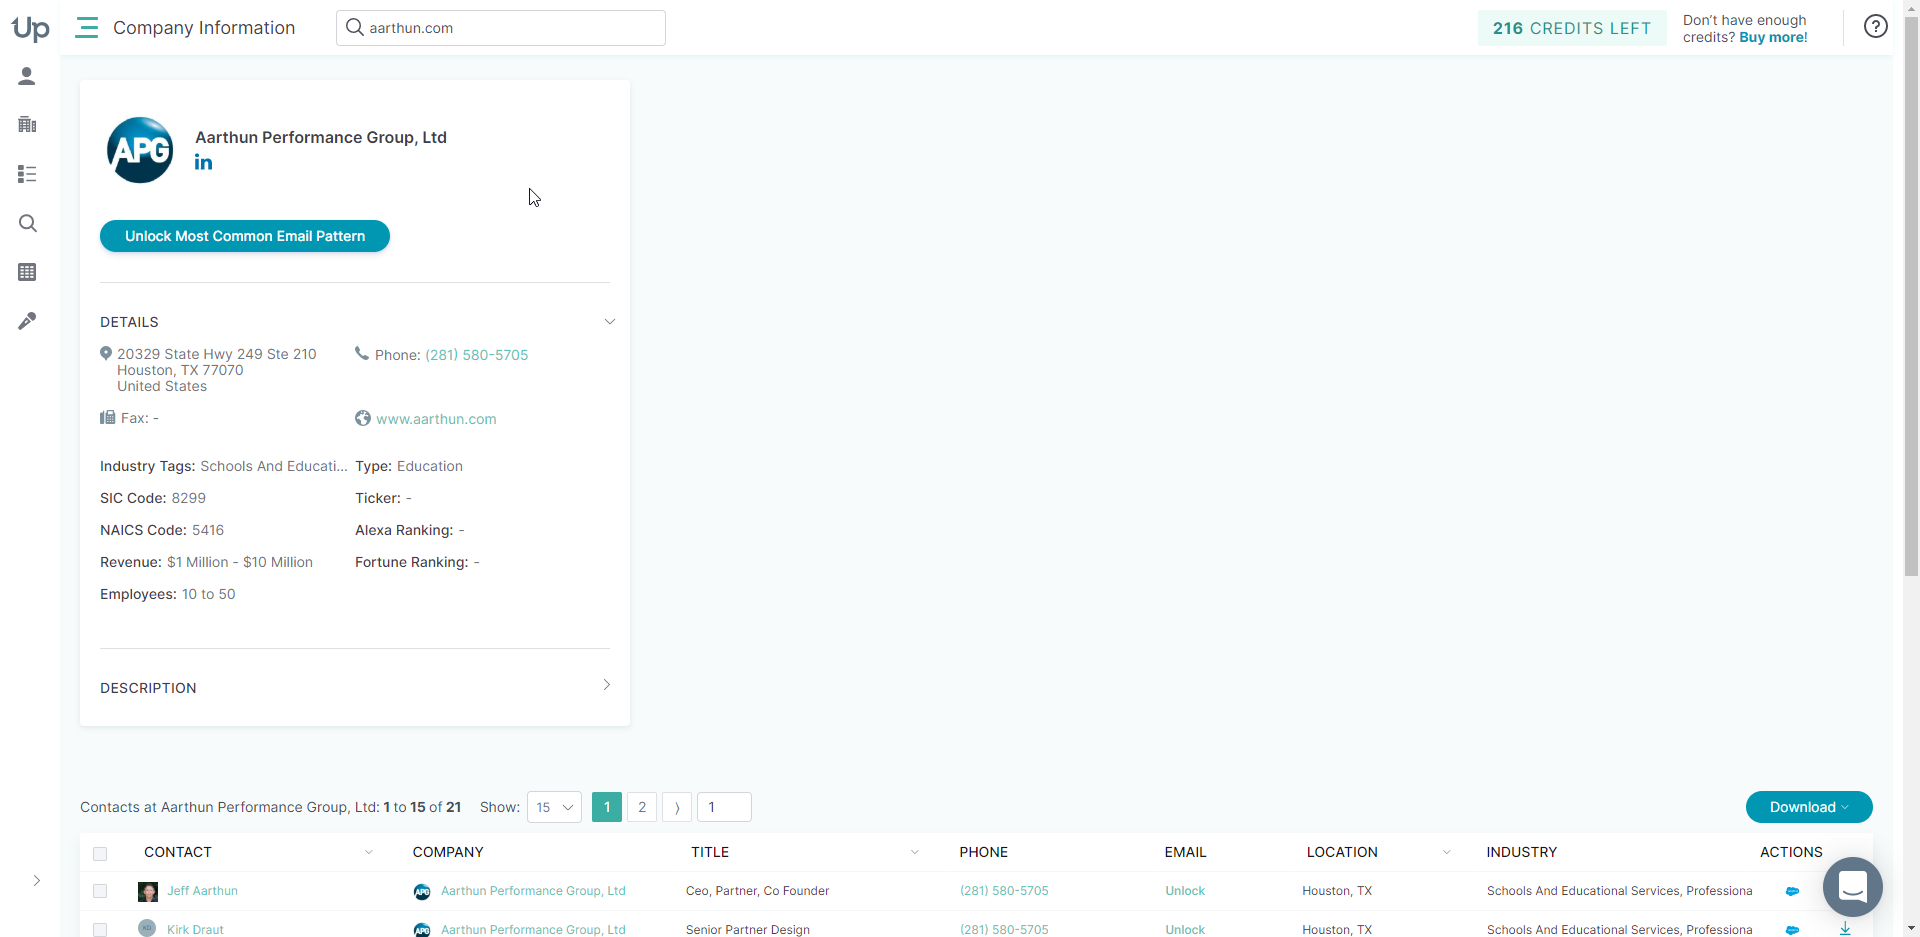 Up
Company Information
aarthun.com
216 CREDITS LEFT
Don't have enough
credits? Buy more!
APG
Aarthun Performance Group, Ltd
in
Unlock Most Common Email Pattern
DETAILS
20329 State Hwy 249 Ste 210
Houston, TX 77070
United States
Phone: (281) 580-5705
Fax: -
www.aarthun.com
Industry Tags: Schools And Educati...
Type: Education
SIC Code: 8299
Ticker: -
NAICS Code: 5416
Alexa Ranking: -
Revenue: $1 Million - $10 Million
Fortune Ranking: -
Employees: 10 to 50
DESCRIPTION
Contacts at Aarthun Performance Group, Ltd: 1 to 15 of 21 Show: 15 1 2 ⟩ 1
Download
CONTACT COMPANY TITLE PHONE EMAIL LOCATION INDUSTRY ACTIONS
Jeff Aarthun APG Aarthun Performance Group, Ltd Ceo, Partner, Co Founder (281) 580-5705 Unlock Houston, TX Schools And Educational Services, Professiona
KD Kirk Draut APG Aarthun Performance Group, Ltd Senior Partner Design (281) 580-5705 Unlock Houston, TX Schools And Educational Services, Professiona